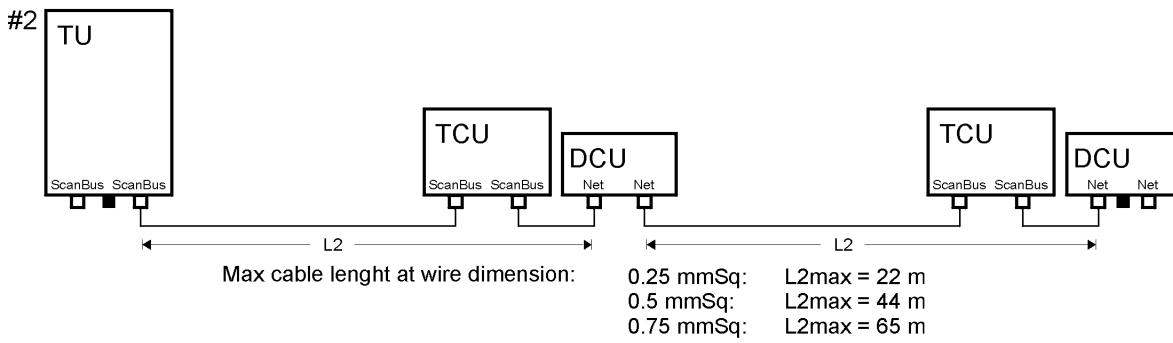 #2
TU
ScanBus ScanBus
TCU
ScanBus ScanBus
DCU
Net Net
TCU
ScanBus ScanBus
DCU
Net Net
L2
L2
Max cable lenght at wire dimension: 0.25 mmSq: L2max = 22 m
0.5 mmSq: L2max = 44 m
0.75 mmSq: L2max = 65 m